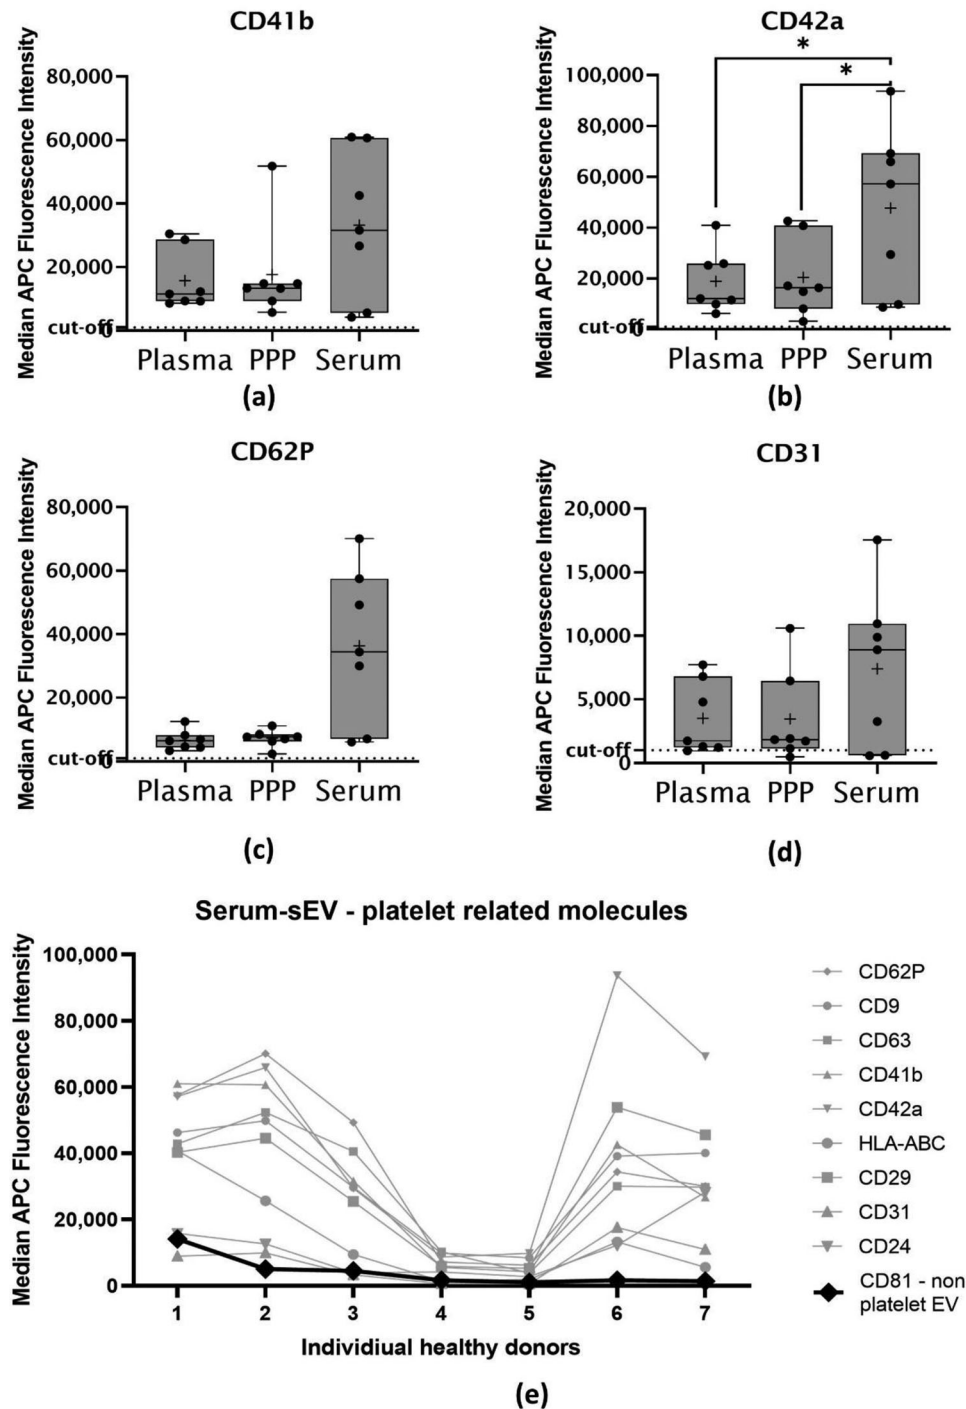 CD41b
Median APC Fluorescence Intensity
80,000
60,000
40,000
20,000
cut-off
0
Plasma PPP Serum
(a)
CD42a
Median APC Fluorescence Intensity
* 
*
100,000
80,000
60,000
40,000
20,000
cut-off
0
Plasma PPP Serum
(b)
CD62P
Median APC Fluorescence Intensity
80,000
60,000
40,000
20,000
cut-off
0
Plasma PPP Serum
(c)
CD31
Median APC Fluorescence Intensity
20,000
15,000
10,000
5,000
cut-off
0
Plasma PPP Serum
(d)
Serum-sEV - platelet related molecules
Median APC Fluorescence Intensity
100,000
80,000
60,000
40,000
20,000
0
1 2 3 4 5 6 7
Individiual healthy donors
CD62P
CD9
CD63
CD41b
CD42a
HLA-ABC
CD29
CD31
CD24
CD81 - non
platelet EV
(e)